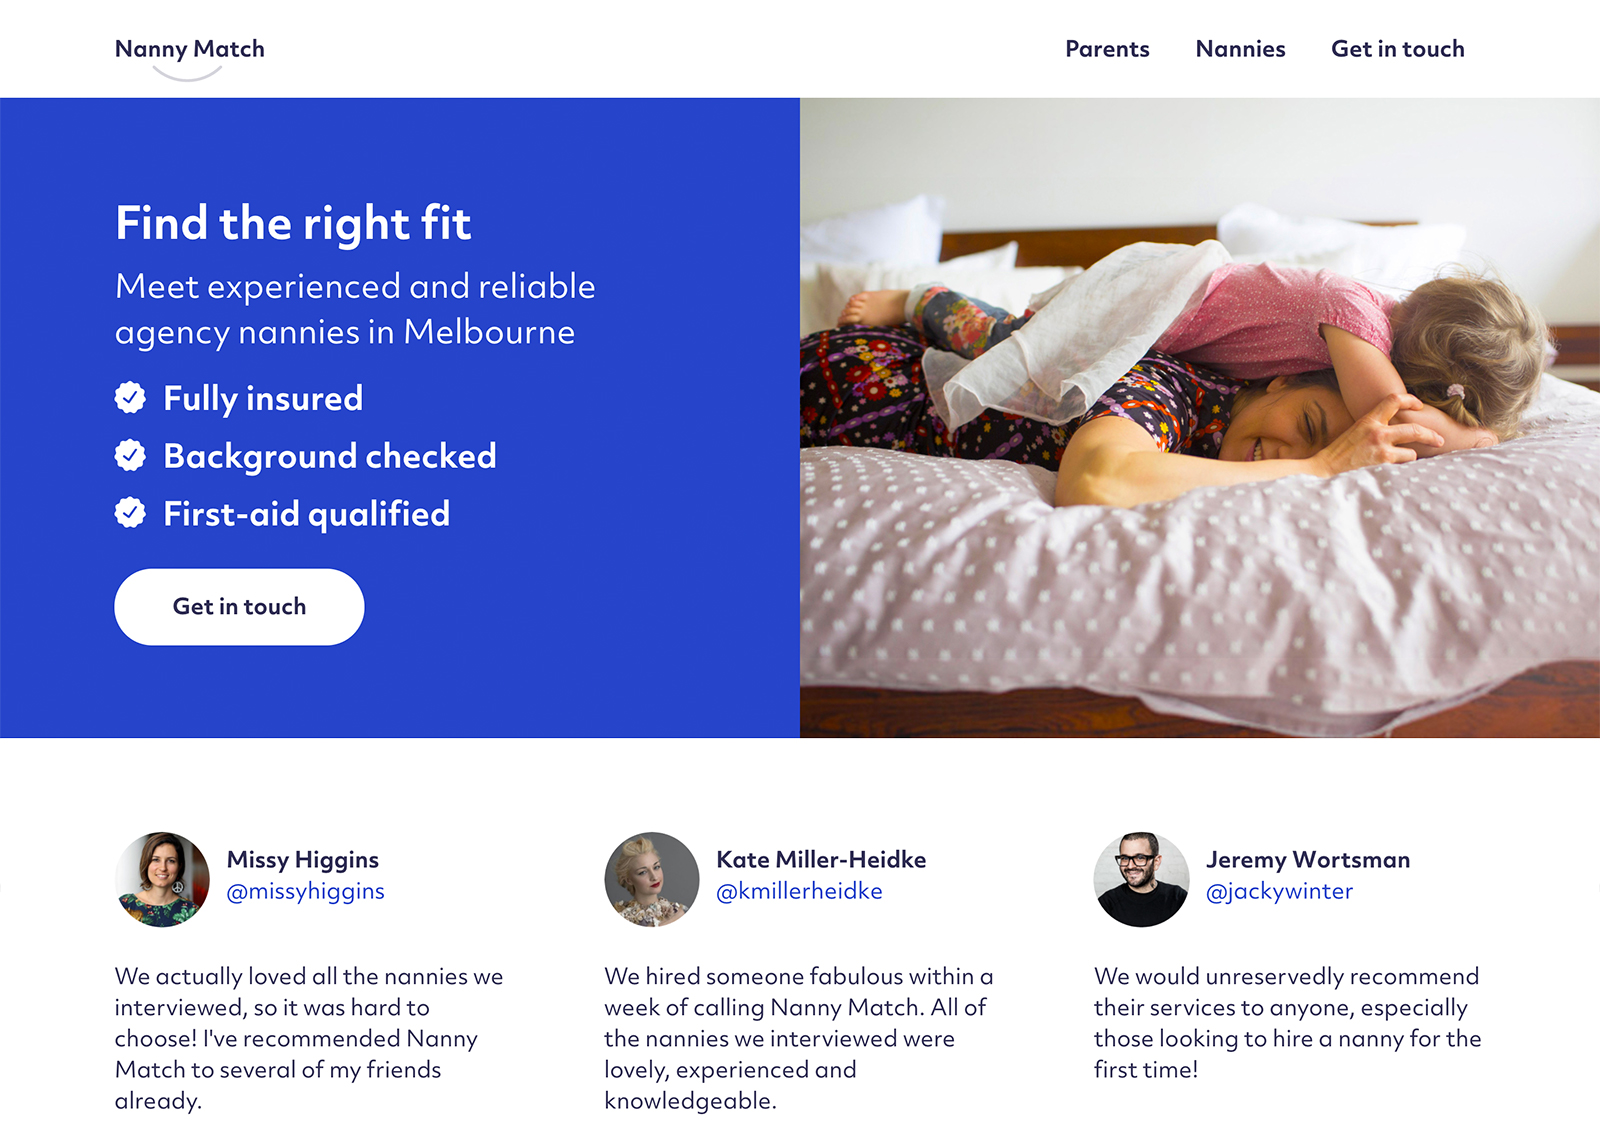 Nanny Match
Parents
Nannies
Get in touch
Find the right fit
Meet experienced and reliable
agency nannies in Melbourne
Fully insured
Background checked
First-aid qualified
Get in touch
Missy Higgins
@missyhiggins
We actually loved all the nannies we
interviewed, so it was hard to
choose! I've recommended Nanny
Match to several of my friends
already.
Kate Miller-Heidke
@kmillerheidke
We hired someone fabulous within a
week of calling Nanny Match. All of
the nannies we interviewed were
lovely, experienced and
knowledgeable.
Jeremy Wortsman
@jackywinter
We would unreservedly recommend
their services to anyone, especially
those looking to hire a nanny for the
first time!